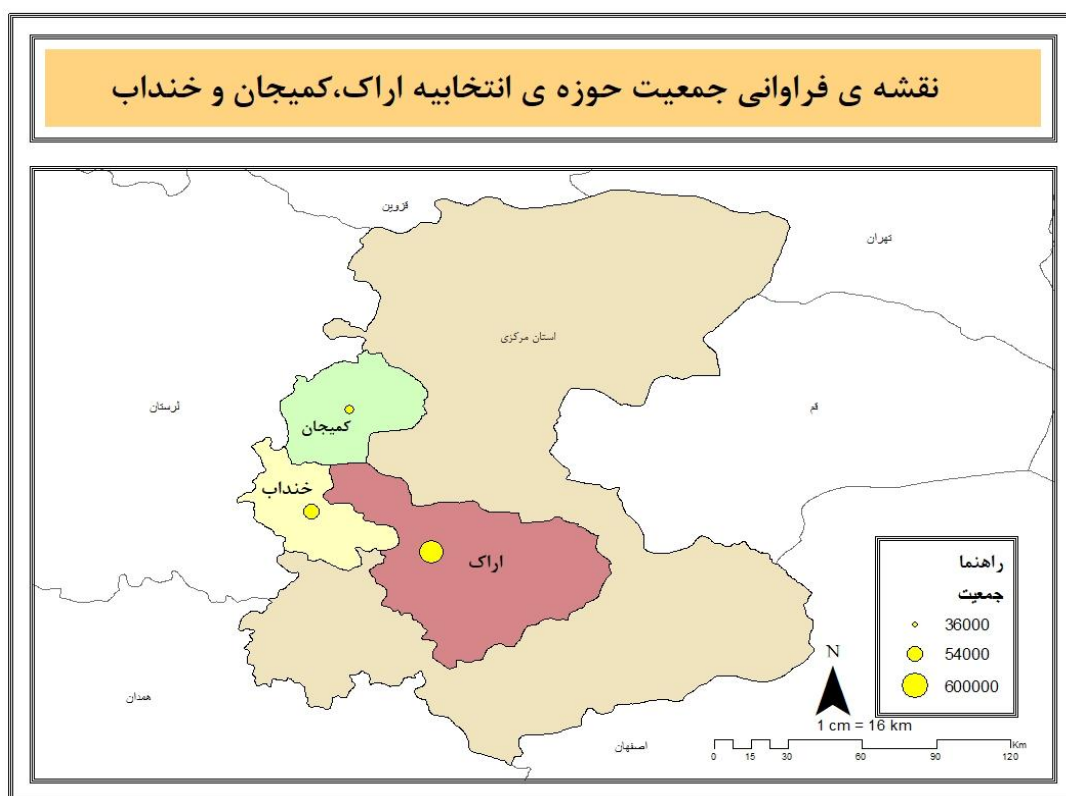 نقشه ی فراوانی جمعیت حوزه ی انتخابیه اراک،کمیجان و خنداب
قزوین
تهران
استان مرکزی
لرستان
قم
کمیجان
خنداب
اراک
همدان
اصفهان
راهنما
جمعیت
36000
54000
600000
N
1 cm = 16 km
0 15 30 60 90 120 Km